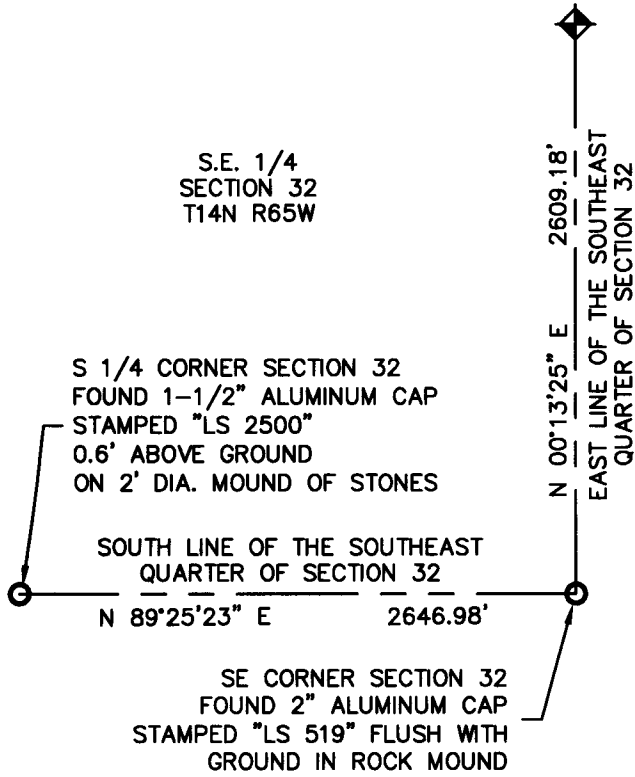 S.E. 1/4
SECTION 32
T14N R65W
N 00°13'25" E 2609.18'
EAST LINE OF THE SOUTHEAST
QUARTER OF SECTION 32
S 1/4 CORNER SECTION 32
FOUND 1-1/2" ALUMINUM CAP
STAMPED "LS 2500"
0.6' ABOVE GROUND
ON 2' DIA. MOUND OF STONES
SOUTH LINE OF THE SOUTHEAST
QUARTER OF SECTION 32
N 89°25'23" E 2646.98'
SE CORNER SECTION 32
FOUND 2" ALUMINUM CAP
STAMPED "LS 519" FLUSH WITH
GROUND IN ROCK MOUND